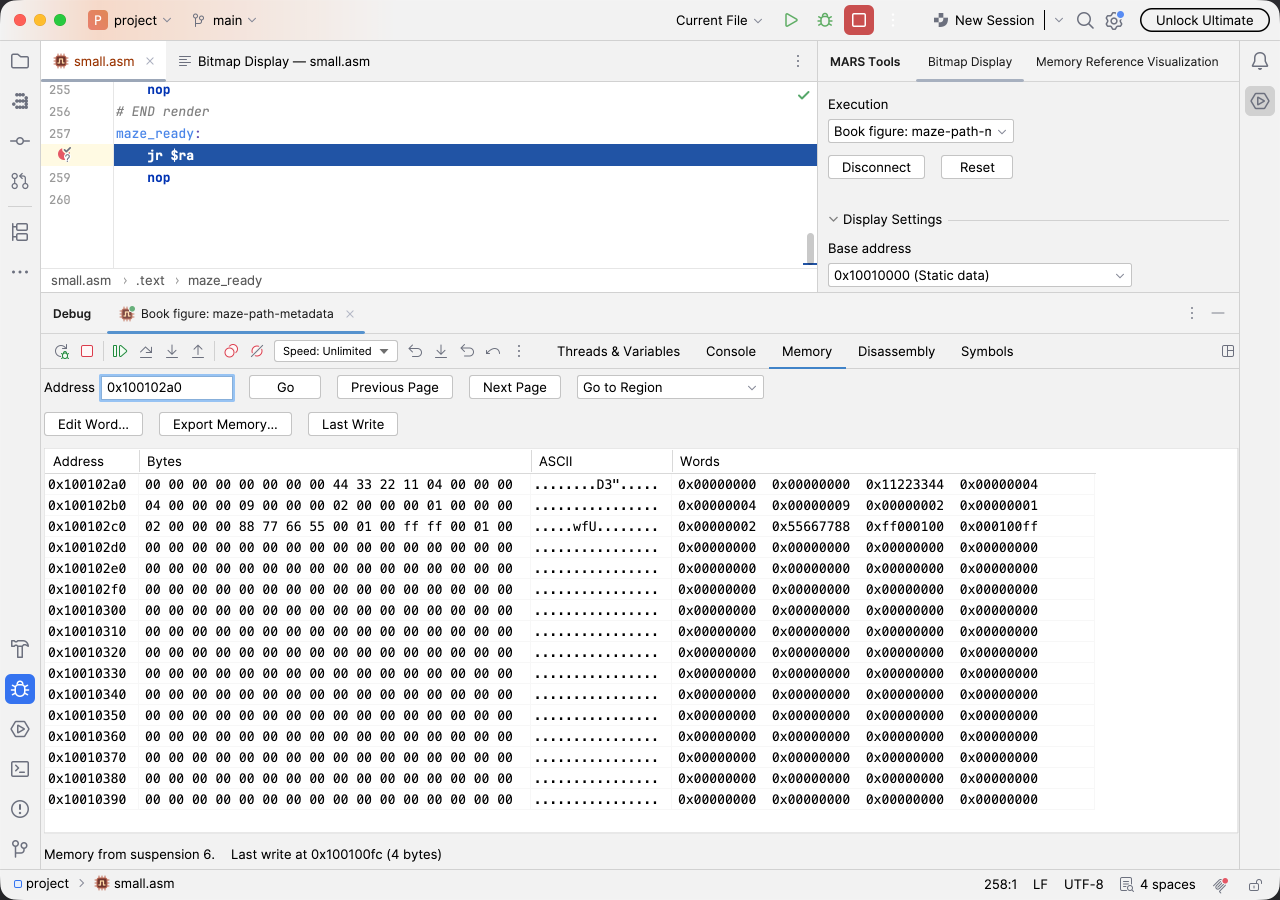 P project main Current File New Session Unlock Ultimate
small.asm Bitmap Display — small.asm MARS Tools Bitmap Display Memory Reference Visualization
255 nop
256 # END render
257 maze_ready:
jr $ra
259 nop
260
small.asm › .text › maze_ready
Execution
Book figure: maze-path-n
Disconnect Reset
Display Settings
Base address
0x10010000 (Static data)
Debug Book figure: maze-path-metadata
Speed: Unlimited Threads & Variables Console Memory Disassembly Symbols
Address 0x100102a0 Go Previous Page Next Page Go to Region
Edit Word... Export Memory... Last Write
Address Bytes ASCII Words
0x100102a0 00 00 00 00 00 00 00 00 44 33 22 11 04 00 00 00 ........D3"..... 0x00000000 0x00000000 0x11223344 0x00000004
0x100102b0 04 00 00 00 09 00 00 00 02 00 00 00 01 00 00 00 ................ 0x00000004 0x00000009 0x00000002 0x00000001
0x100102c0 02 00 00 00 88 77 66 55 00 01 00 ff ff 00 01 00 .....wfU........ 0x00000002 0x55667788 0xff000100 0x000100ff
0x100102d0 00 00 00 00 00 00 00 00 00 00 00 00 00 00 00 00 ................ 0x00000000 0x00000000 0x00000000 0x00000000
0x100102e0 00 00 00 00 00 00 00 00 00 00 00 00 00 00 00 00 ................ 0x00000000 0x00000000 0x00000000 0x00000000
0x100102f0 00 00 00 00 00 00 00 00 00 00 00 00 00 00 00 00 ................ 0x00000000 0x00000000 0x00000000 0x00000000
0x10010300 00 00 00 00 00 00 00 00 00 00 00 00 00 00 00 00 ................ 0x00000000 0x00000000 0x00000000 0x00000000
0x10010310 00 00 00 00 00 00 00 00 00 00 00 00 00 00 00 00 ................ 0x00000000 0x00000000 0x00000000 0x00000000
0x10010320 00 00 00 00 00 00 00 00 00 00 00 00 00 00 00 00 ................ 0x00000000 0x00000000 0x00000000 0x00000000
0x10010330 00 00 00 00 00 00 00 00 00 00 00 00 00 00 00 00 ................ 0x00000000 0x00000000 0x00000000 0x00000000
0x10010340 00 00 00 00 00 00 00 00 00 00 00 00 00 00 00 00 ................ 0x00000000 0x00000000 0x00000000 0x00000000
0x10010350 00 00 00 00 00 00 00 00 00 00 00 00 00 00 00 00 ................ 0x00000000 0x00000000 0x00000000 0x00000000
0x10010360 00 00 00 00 00 00 00 00 00 00 00 00 00 00 00 00 ................ 0x00000000 0x00000000 0x00000000 0x00000000
0x10010370 00 00 00 00 00 00 00 00 00 00 00 00 00 00 00 00 ................ 0x00000000 0x00000000 0x00000000 0x00000000
0x10010380 00 00 00 00 00 00 00 00 00 00 00 00 00 00 00 00 ................ 0x00000000 0x00000000 0x00000000 0x00000000
0x10010390 00 00 00 00 00 00 00 00 00 00 00 00 00 00 00 00 ................ 0x00000000 0x00000000 0x00000000 0x00000000
Memory from suspension 6. Last write at 0x100100fc (4 bytes)
project › small.asm 258:1 LF UTF-8 4 spaces